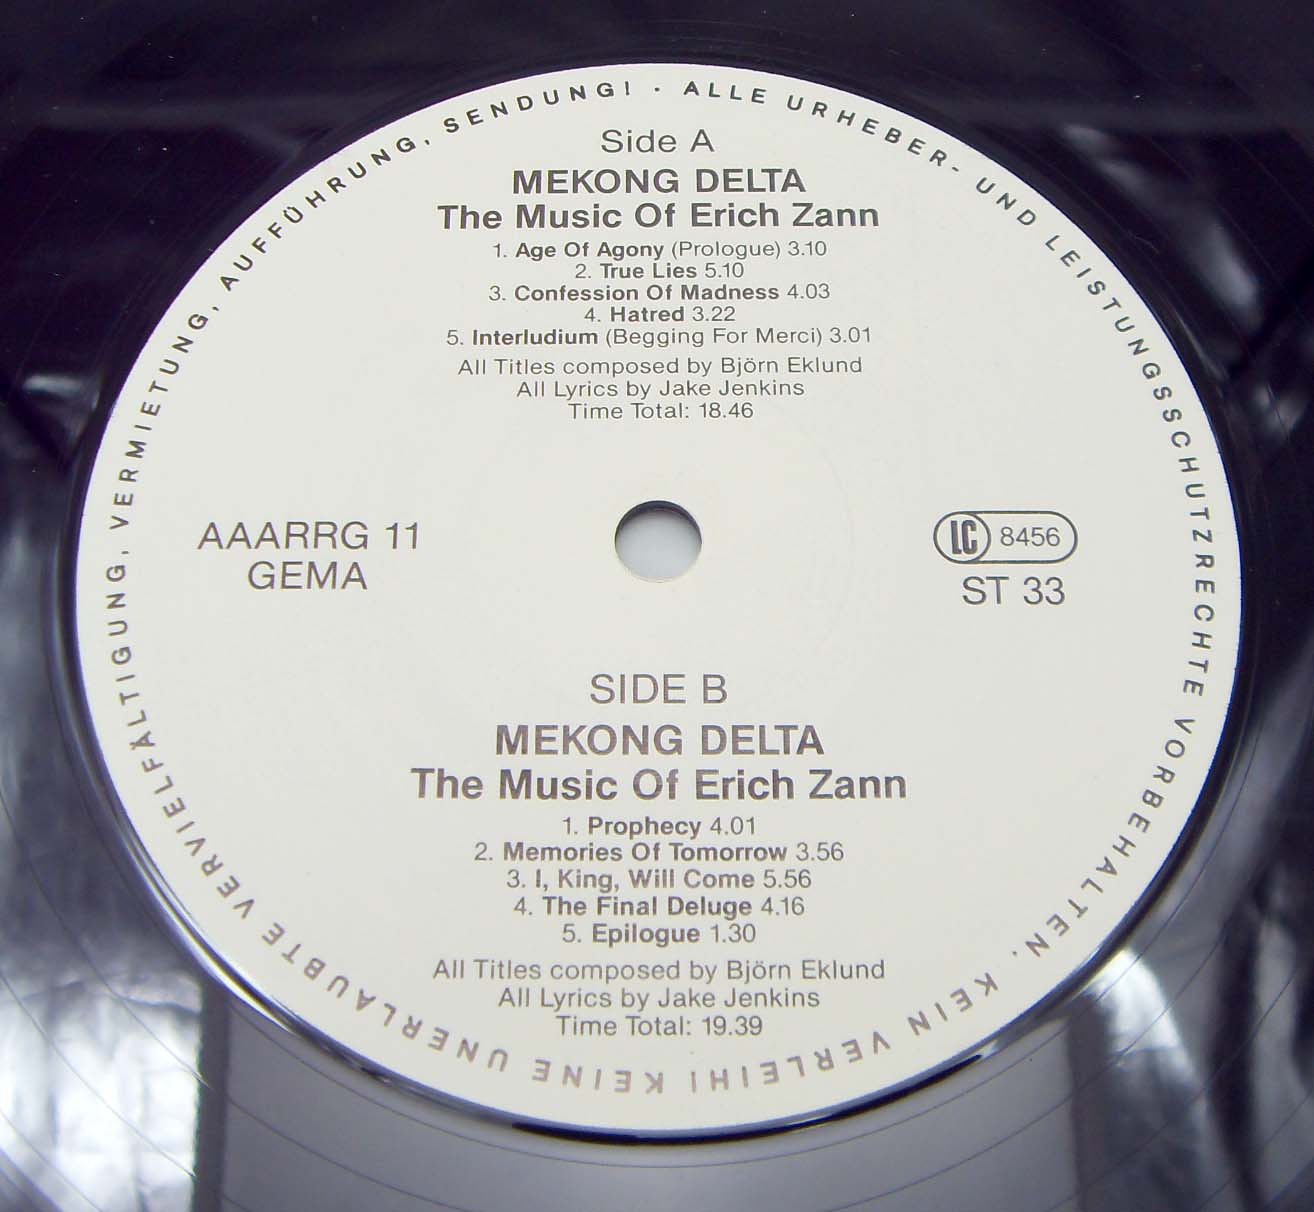 ALLE URHEBER- UND LEISTUNGSSCHUTZRECHTE VORBEHALTEN. KEIN VERLEIH! KEINE UNERLAUBTE VERVIELFÄLTIGUNG, VERMIETUNG, AUFFÜHRUNG, SENDUNG! ·
Side A
MEKONG DELTA
The Music Of Erich Zann
1. Age Of Agony (Prologue) 3.10
2. True Lies 5.10
3. Confession Of Madness 4.03
4. Hatred 3.22
5. Interludium (Begging For Merci) 3.01
All Titles composed by Björn Eklund
All Lyrics by Jake Jenkins
Time Total: 18.46
AAARRG 11
GEMA
LC 8456
ST 33
SIDE B
MEKONG DELTA
The Music Of Erich Zann
1. Prophecy 4.01
2. Memories Of Tomorrow 3.56
3. I, King, Will Come 5.56
4. The Final Deluge 4.16
5. Epilogue 1.30
All Titles composed by Björn Eklund
All Lyrics by Jake Jenkins
Time Total: 19.39